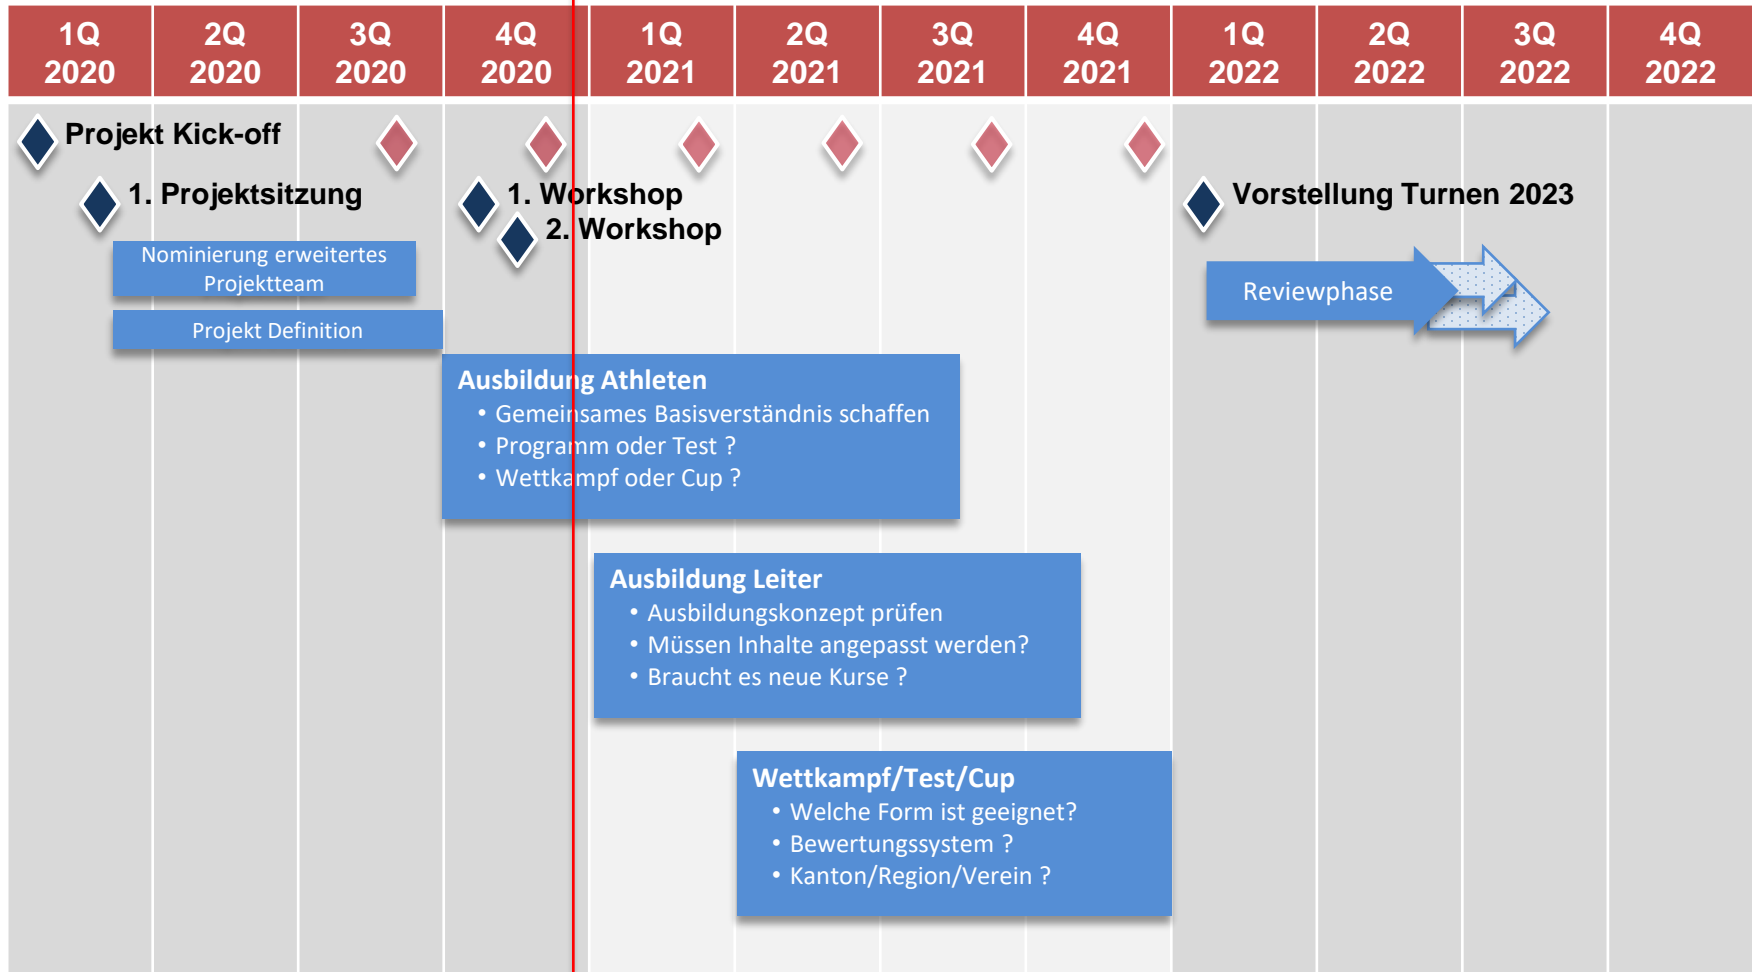 1Q 2020
2Q 2020
3Q 2020
4Q 2020
1Q 2021
2Q 2021
3Q 2021
4Q 2021
1Q 2022
2Q 2022
3Q 2022
4Q 2022
Projekt Kick-off
1. Projektsitzung
1. Workshop
2. Workshop
Vorstellung Turnen 2023
Nominierung erweitertes
Projektteam
Projekt Definition
Reviewphase
Ausbildung Athleten
• Gemeinsames Basisverständnis schaffen
• Programm oder Test ?
• Wettkampf oder Cup ?
Ausbildung Leiter
• Ausbildungskonzept prüfen
• Müssen Inhalte angepasst werden?
• Braucht es neue Kurse ?
Wettkampf/Test/Cup
• Welche Form ist geeignet?
• Bewertungssystem ?
• Kanton/Region/Verein ?